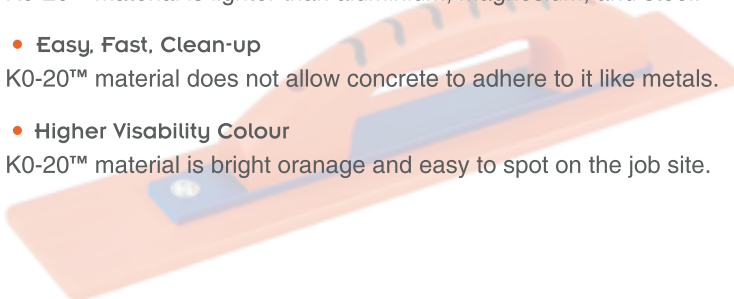 • Easy, Fast, Clean-up
K0-20™ material does not allow concrete to adhere to it like metals.
• Higher Visability Colour
K0-20™ material is bright oranage and easy to spot on the job site.